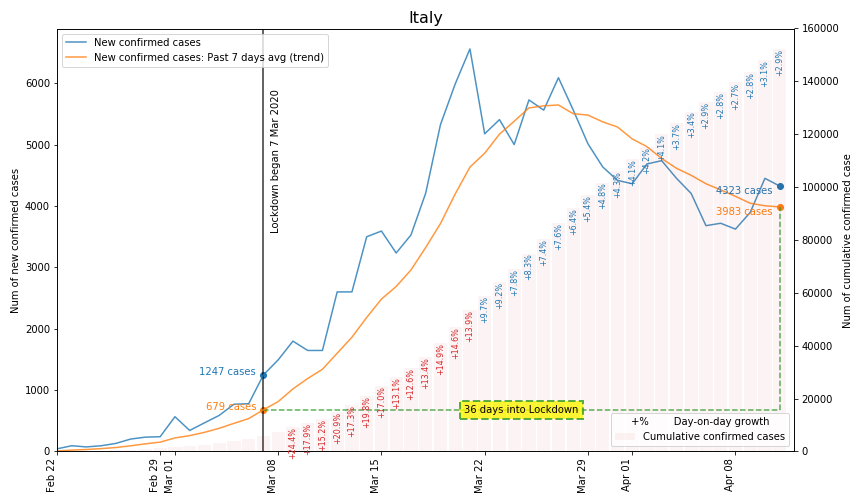 Italy
New confirmed cases
New confirmed cases: Past 7 days avg (trend)
Num of new confirmed cases
6000
5000
4000
3000
2000
1000
0
Lockdown began 7 Mar 2020
1247 cases
679 cases
4323 cases
3983 cases
36 days into Lockdown
+24.4%
+17.9%
+15.2%
+20.9%
+17.3%
+19.8%
+17.0%
+13.1%
+12.6%
+13.4%
+14.9%
+14.6%
+13.9%
+9.7%
+9.2%
+7.8%
+8.3%
+7.4%
+7.6%
+6.4%
+5.4%
+4.8%
+4.3%
+4.1%
+4.2%
+4.1%
+3.7%
+3.4%
+2.9%
+2.8%
+2.7%
+2.8%
+3.1%
+2.9%
+% Day-on-day growth
Cumulative confirmed cases
160000
140000
120000
100000
80000
60000
40000
20000
0
Num of cumulative confirmed case
Feb 22
Feb 29
Mar 01
Mar 08
Mar 15
Mar 22
Mar 29
Apr 01
Apr 08